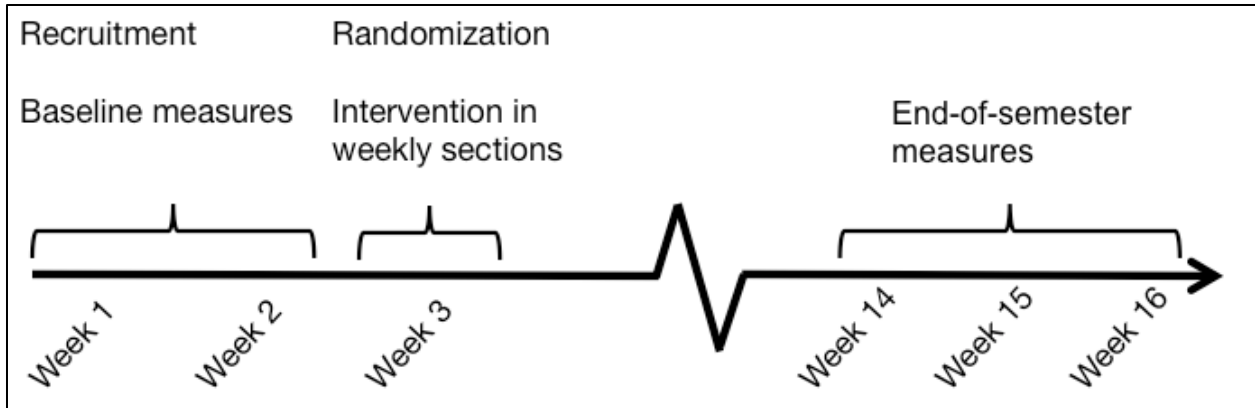 Recruitment
Randomization
Baseline measures
Intervention in
weekly sections
End-of-semester
measures
Week 1
Week 2
Week 3
Week 14
Week 15
Week 16